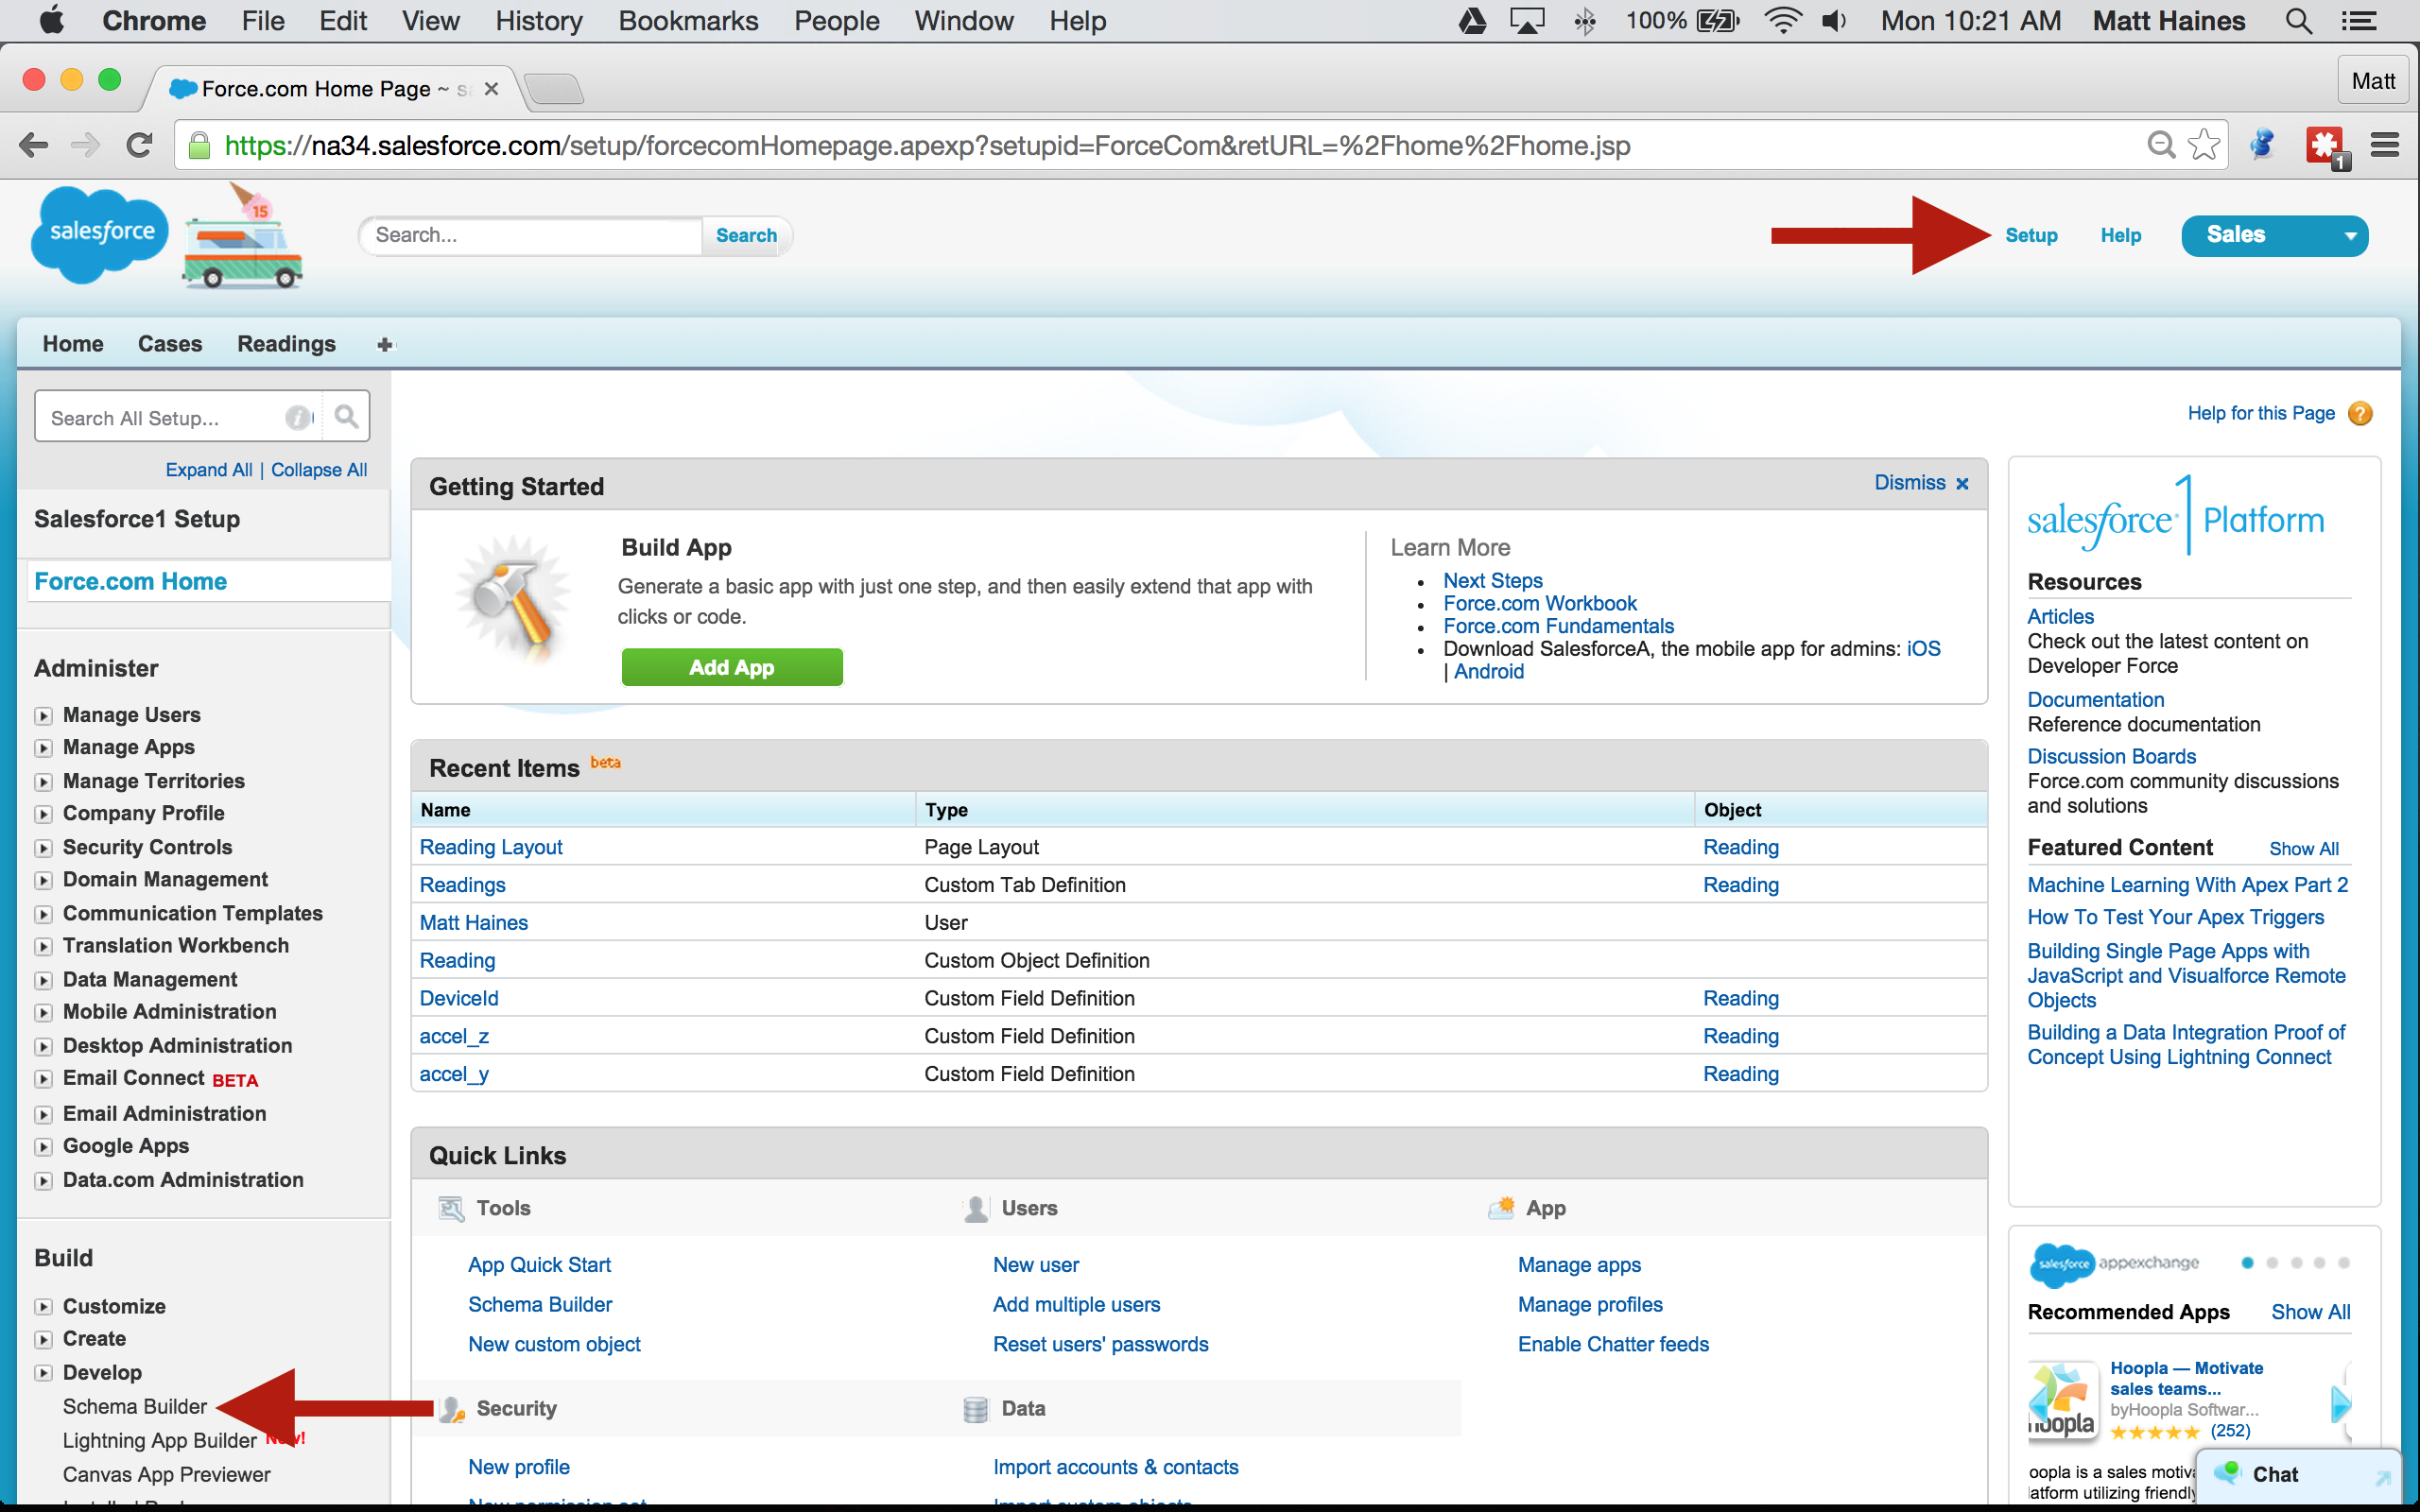 Chrome File Edit View History Bookmarks People Window Help 100% Mon 10:21 AM Matt Haines
Force.com Home Page ~ Matt
https://na34.salesforce.com/setup/forcecomHomepage.apexp?setupid=ForceCom&retURL=%2Fhome%2Fhome.jsp 1
salesforce 15 Search... Search Setup Help Sales
Home Cases Readings
Search All Setup...
Expand All | Collapse All
Salesforce1 Setup
Force.com Home
Administer
Manage Users
Manage Apps
Manage Territories
Company Profile
Security Controls
Domain Management
Communication Templates
Translation Workbench
Data Management
Mobile Administration
Desktop Administration
Email Connect BETA
Email Administration
Google Apps
Data.com Administration
Build
Customize
Create
Develop
Schema Builder
Lightning App Builder
Canvas App Previewer
Help for this Page ?
Getting Started Dismiss x
Build App
Generate a basic app with just one step, and then easily extend that app with
clicks or code.
Add App
Learn More
• Next Steps
• Force.com Workbook
• Force.com Fundamentals
• Download SalesforceA, the mobile app for admins: iOS
| Android
Recent Items beta
Name Type Object
Reading Layout Page Layout Reading
Readings Custom Tab Definition Reading
Matt Haines User
Reading Custom Object Definition
DeviceId Custom Field Definition Reading
accel_z Custom Field Definition Reading
accel_y Custom Field Definition Reading
Quick Links
Tools Users App
App Quick Start New user Manage apps
Schema Builder Add multiple users Manage profiles
New custom object Reset users' passwords Enable Chatter feeds
Security Data
New profile Import accounts & contacts
salesforce1 Platform
Resources
Articles
Check out the latest content on
Developer Force
Documentation
Reference documentation
Discussion Boards
Force.com community discussions
and solutions
Featured Content Show All
Machine Learning With Apex Part 2
How To Test Your Apex Triggers
Building Single Page Apps with
JavaScript and Visualforce Remote
Objects
Building a Data Integration Proof of
Concept Using Lightning Connect
salesforce appexchange
Recommended Apps Show All
Hoopla — Motivate
sales teams...
byHoopla Softwar...
(252)
oopla is a sales
latform utilizing
Chat